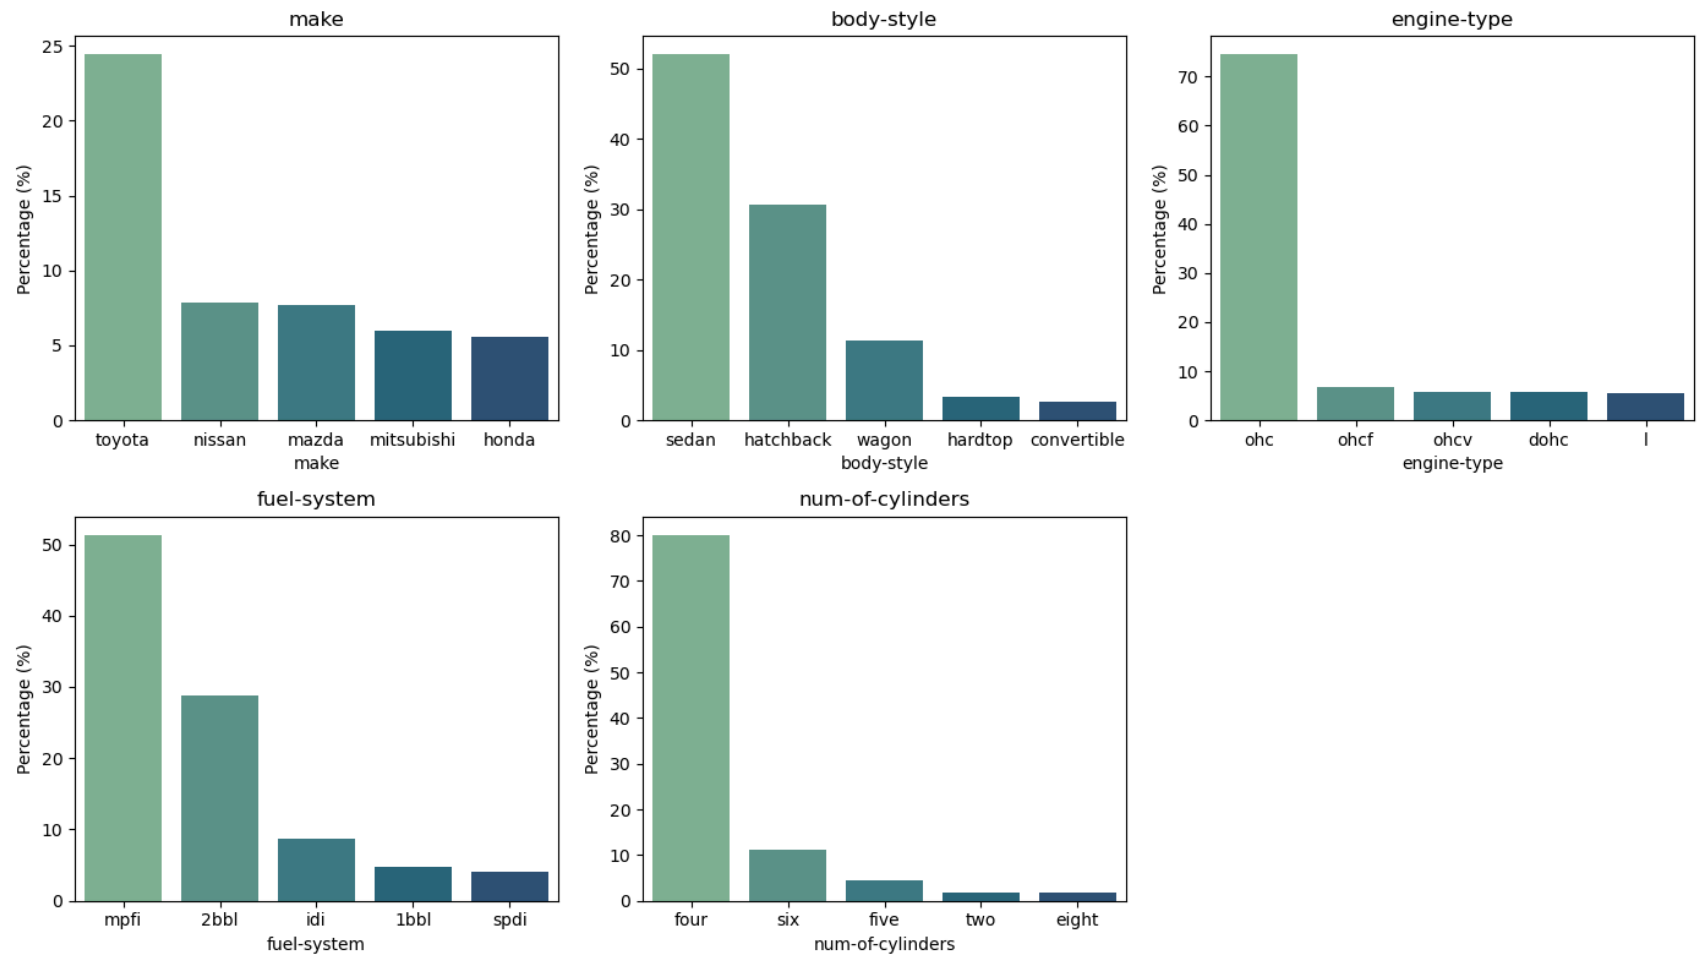 make
25
20
15
10
5
0
Percentage (%)
toyota nissan mazda mitsubishi honda
make
body-style
50
40
30
20
10
0
Percentage (%)
sedan hatchback wagon hardtop convertible
body-style
engine-type
70
60
50
40
30
20
10
0
Percentage (%)
ohc ohcf ohcv dohc l
engine-type
fuel-system
50
40
30
20
10
0
Percentage (%)
mpfi 2bbl idi 1bbl spdi
fuel-system
num-of-cylinders
80
70
60
50
40
30
20
10
0
Percentage (%)
four six five two eight
num-of-cylinders